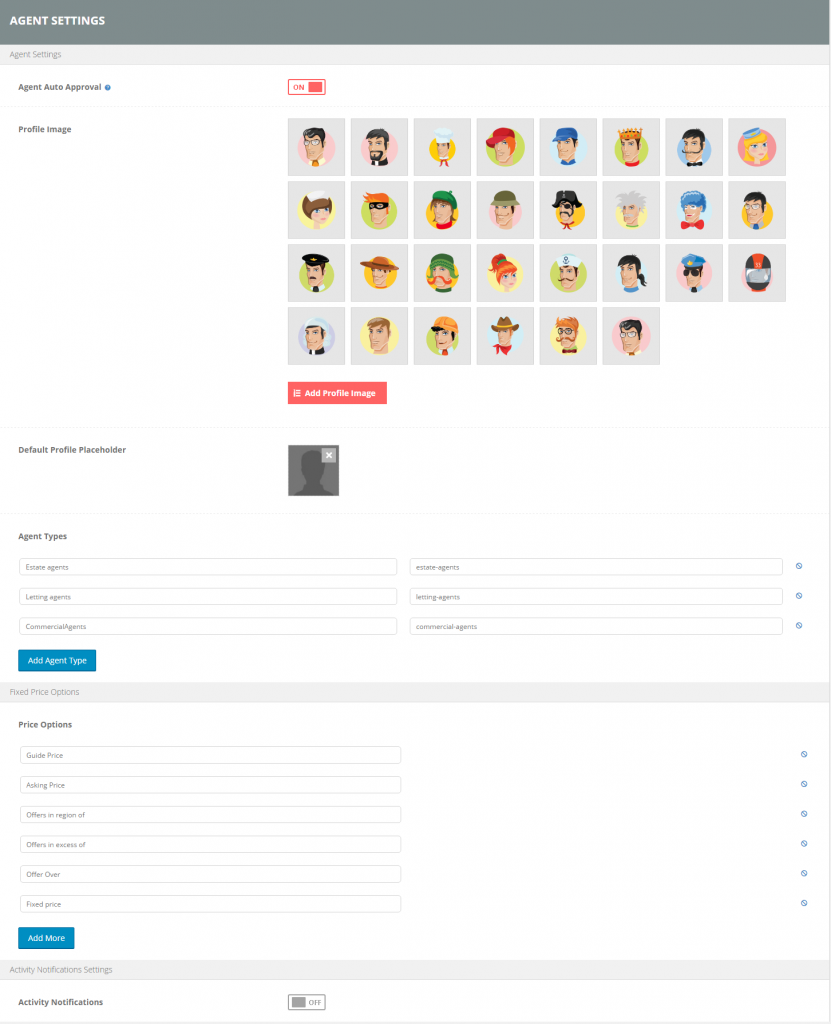 AGENT SETTINGS
Agent Settings
Agent Auto Approval
ON
Profile Image
Add Profile Image
Default Profile Placeholder
Agent Types
Estate agents estate-agents
Letting agents letting-agents
CommercialAgents commercial-agents
Add Agent Type
Fixed Price Options
Price Options
Guide Price
Asking Price
Offers in region of
Offers in excess of
Offer Over
Fixed price
Add More
Activity Notifications Settings
Activity Notifications
OFF